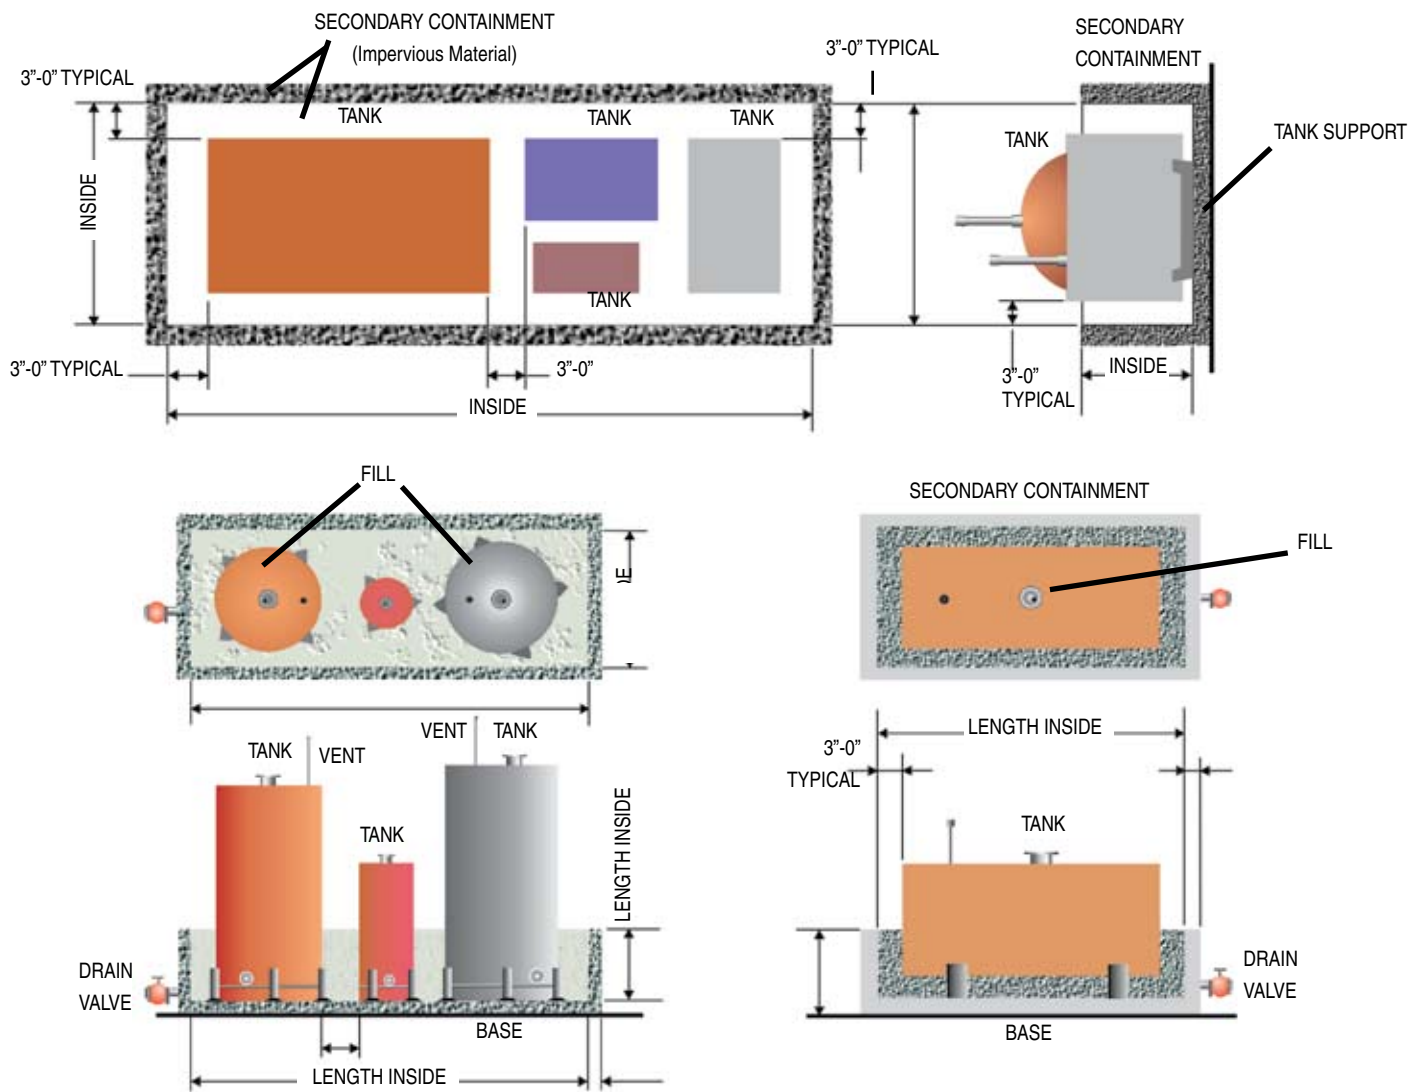 SECONDARY CONTAINMENT
(Impervious Material)
3”-0” TYPICAL
3”-0” TYPICAL
SECONDARY
CONTAINMENT
TANK
TANK
TANK
TANK
TANK SUPPORT
INSIDE
TANK
3”-0” TYPICAL
3”-0”
INSIDE
3”-0”
TYPICAL
INSIDE
FILL
SECONDARY CONTAINMENT
FILL
TANK
VENT
VENT
TANK
TANK
LENGTH INSIDE
DRAIN
VALVE
BASE
LENGTH INSIDE
LENGTH INSIDE
3”-0”
TYPICAL
TANK
DRAIN
VALVE
BASE